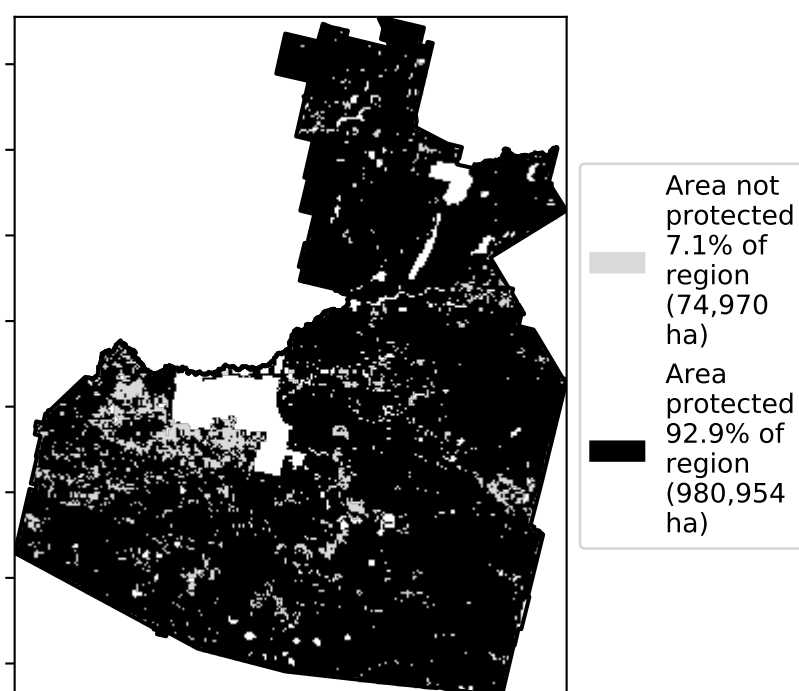 Area not
protected
7.1% of
region
(74,970
ha)
Area
protected
92.9% of
region
(980,954
ha)